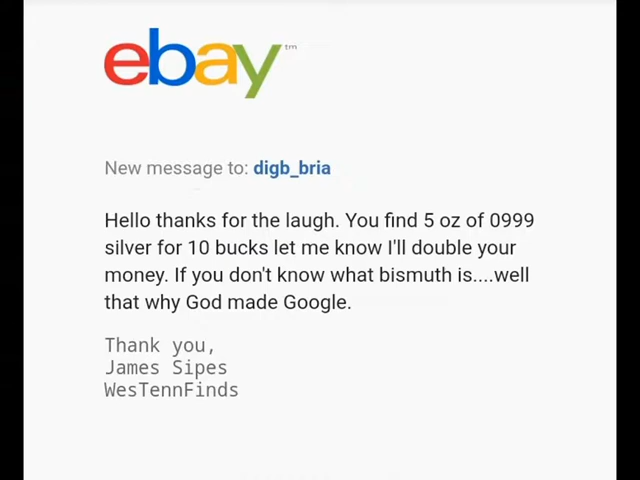 ebay™
New message to: digb_bria
Hello thanks for the laugh. You find 5 oz of 0999
silver for 10 bucks let me know I'll double your
money. If you don't know what bismuth is....well
that why God made Google.
Thank you,
James Sipes
WesTennFinds